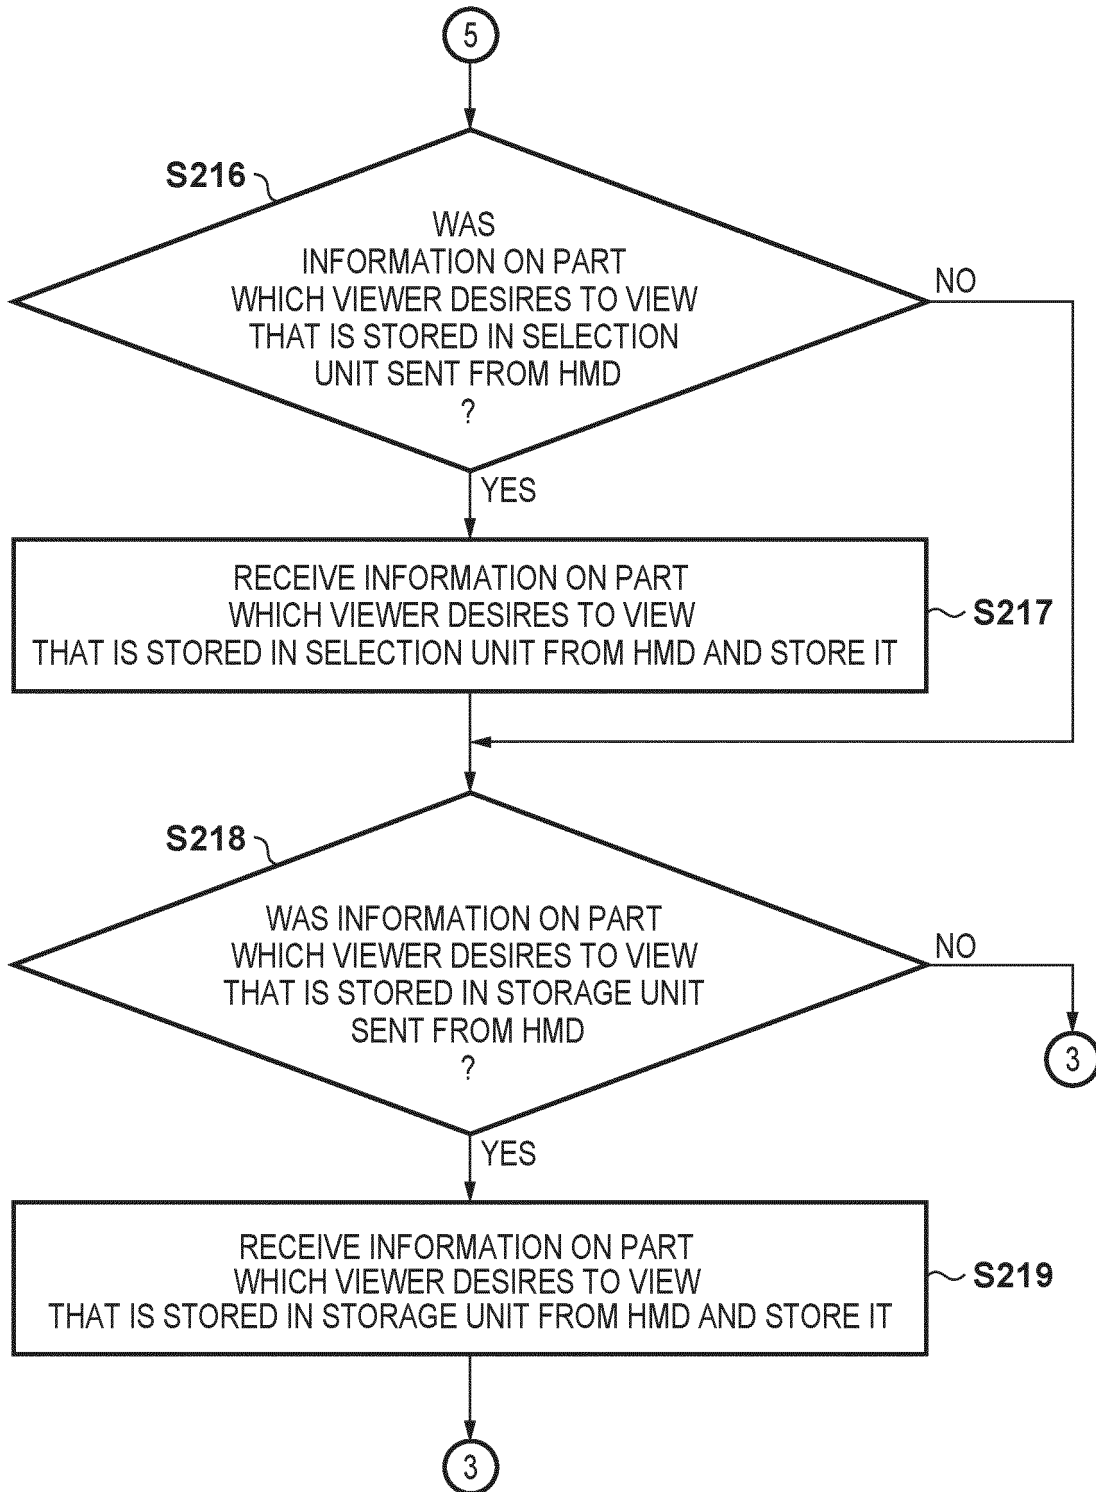 5
S216
WAS
INFORMATION ON PART
WHICH VIEWER DESIRES TO VIEW
THAT IS STORED IN SELECTION
UNIT SENT FROM HMD
?
NO
YES
RECEIVE INFORMATION ON PART
WHICH VIEWER DESIRES TO VIEW
THAT IS STORED IN SELECTION UNIT FROM HMD AND STORE IT
S217
S218
WAS INFORMATION ON PART
WHICH VIEWER DESIRES TO VIEW
THAT IS STORED IN STORAGE UNIT
SENT FROM HMD
?
NO
3
YES
RECEIVE INFORMATION ON PART
WHICH VIEWER DESIRES TO VIEW
THAT IS STORED IN STORAGE UNIT FROM HMD AND STORE IT
S219
3